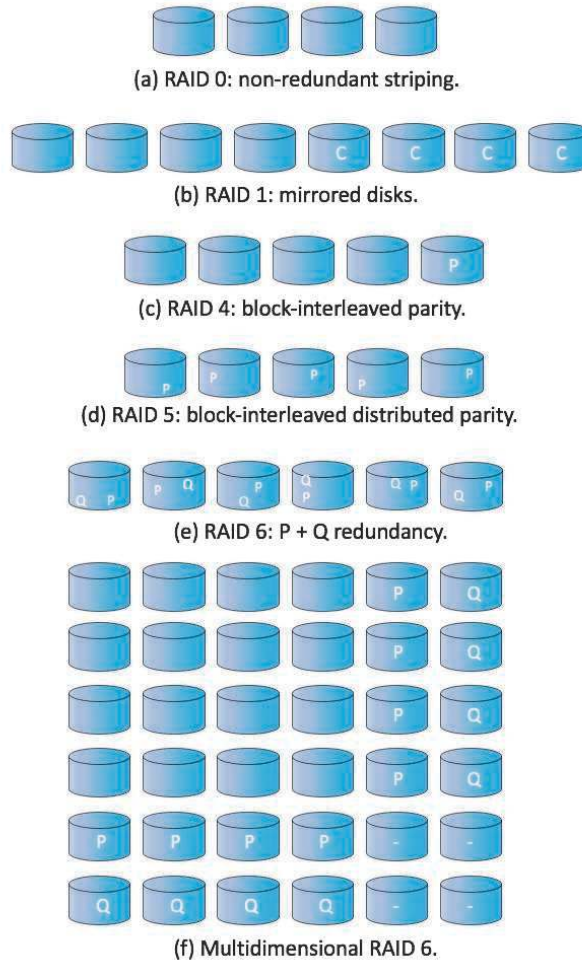 (a) RAID 0: non-redundant striping.
C C C C
(b) RAID 1: mirrored disks.
P
(c) RAID 4: block-interleaved parity.
P P P P P
(d) RAID 5: block-interleaved distributed parity.
Q P P Q Q P Q P Q P Q P
(e) RAID 6: P + Q redundancy.
P Q
P Q
P Q
P Q
P P P P - -
Q Q Q Q - -
(f) Multidimensional RAID 6.